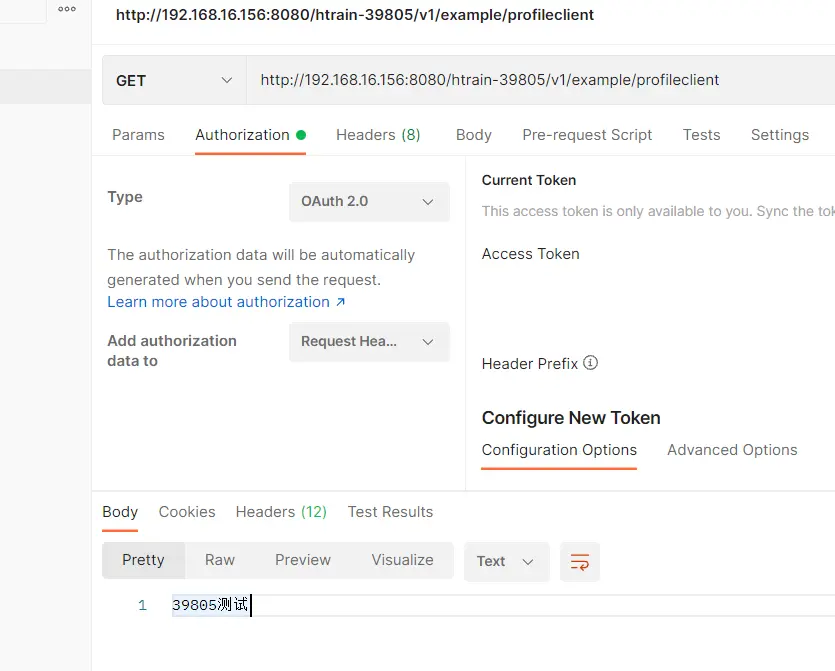 http://192.168.16.156:8080/htrain-39805/v1/example/profileclient
GET http://192.168.16.156:8080/htrain-39805/v1/example/profileclient
Params Authorization Headers (8) Body Pre-request Script Tests Settings
Type OAuth 2.0
The authorization data will be automatically
generated when you send the request.
Learn more about authorization ↗
Add authorization
data to
Request Hea...
Current Token
This access token is only available to you. Sync the tok
Access Token
Header Prefix
Configure New Token
Configuration Options Advanced Options
Body Cookies Headers (12) Test Results
Pretty Raw Preview Visualize Text
1 39805测试